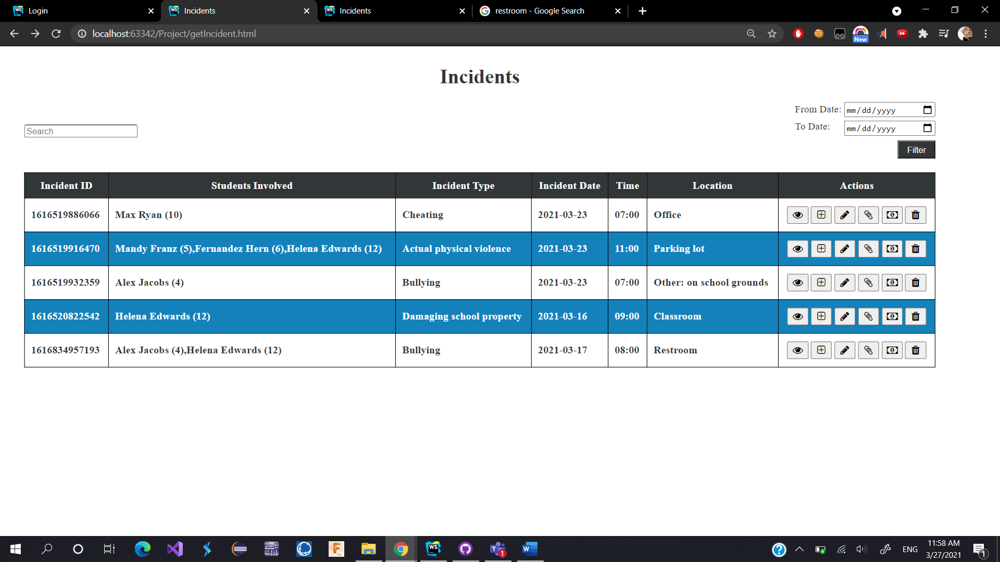 Login
Incidents
Incidents
restroom - Google Search
localhost:63342/Project/getIncident.html
New
Incidents
From Date: mm/dd/yyyy
Search
To Date: mm/dd/yyyy
Filter
Incident ID Students Involved Incident Type Incident Date Time Location Actions
1616519886066 Max Ryan (10) Cheating 2021-03-23 07:00 Office
1616519916470 Mandy Franz (5),Fernandez Hern (6),Helena Edwards (12) Actual physical violence 2021-03-23 11:00 Parking lot
1616519932359 Alex Jacobs (4) Bullying 2021-03-23 07:00 Other: on school grounds
1616520822542 Helena Edwards (12) Damaging school property 2021-03-16 09:00 Classroom
1616834957193 Alex Jacobs (4),Helena Edwards (12) Bullying 2021-03-17 08:00 Restroom
ENG
11:58 AM
3/27/2021
1